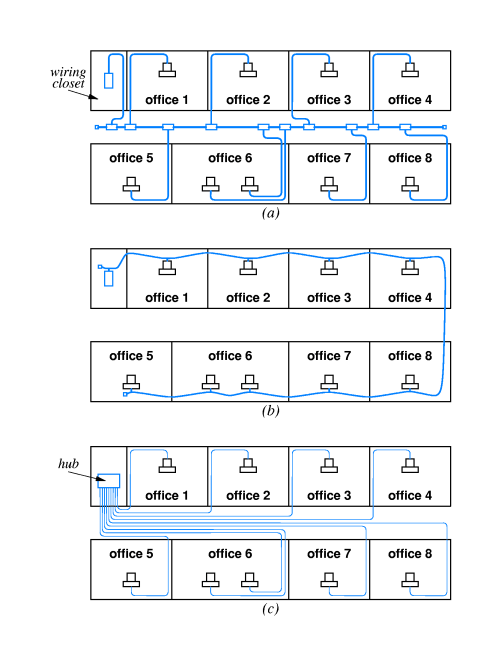 wiring
closet
office 1
office 2
office 3
office 4
office 5
office 6
office 7
office 8
(a)
office 1
office 2
office 3
office 4
office 5
office 6
office 7
office 8
(b)
hub
office 1
office 2
office 3
office 4
office 5
office 6
office 7
office 8
(c)